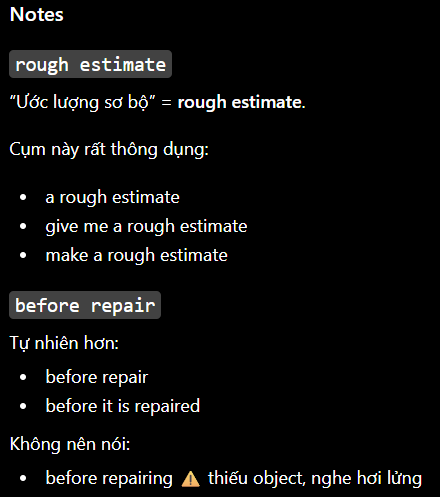 Notes
rough estimate
“Ước lượng sơ bộ” = rough estimate.
Cụm này rất thông dụng:
• a rough estimate
• give me a rough estimate
• make a rough estimate
before repair
Tự nhiên hơn:
• before repair
• before it is repaired
Không nên nói:
• before repairing ⚠️ thiếu object, nghe hơi lửng